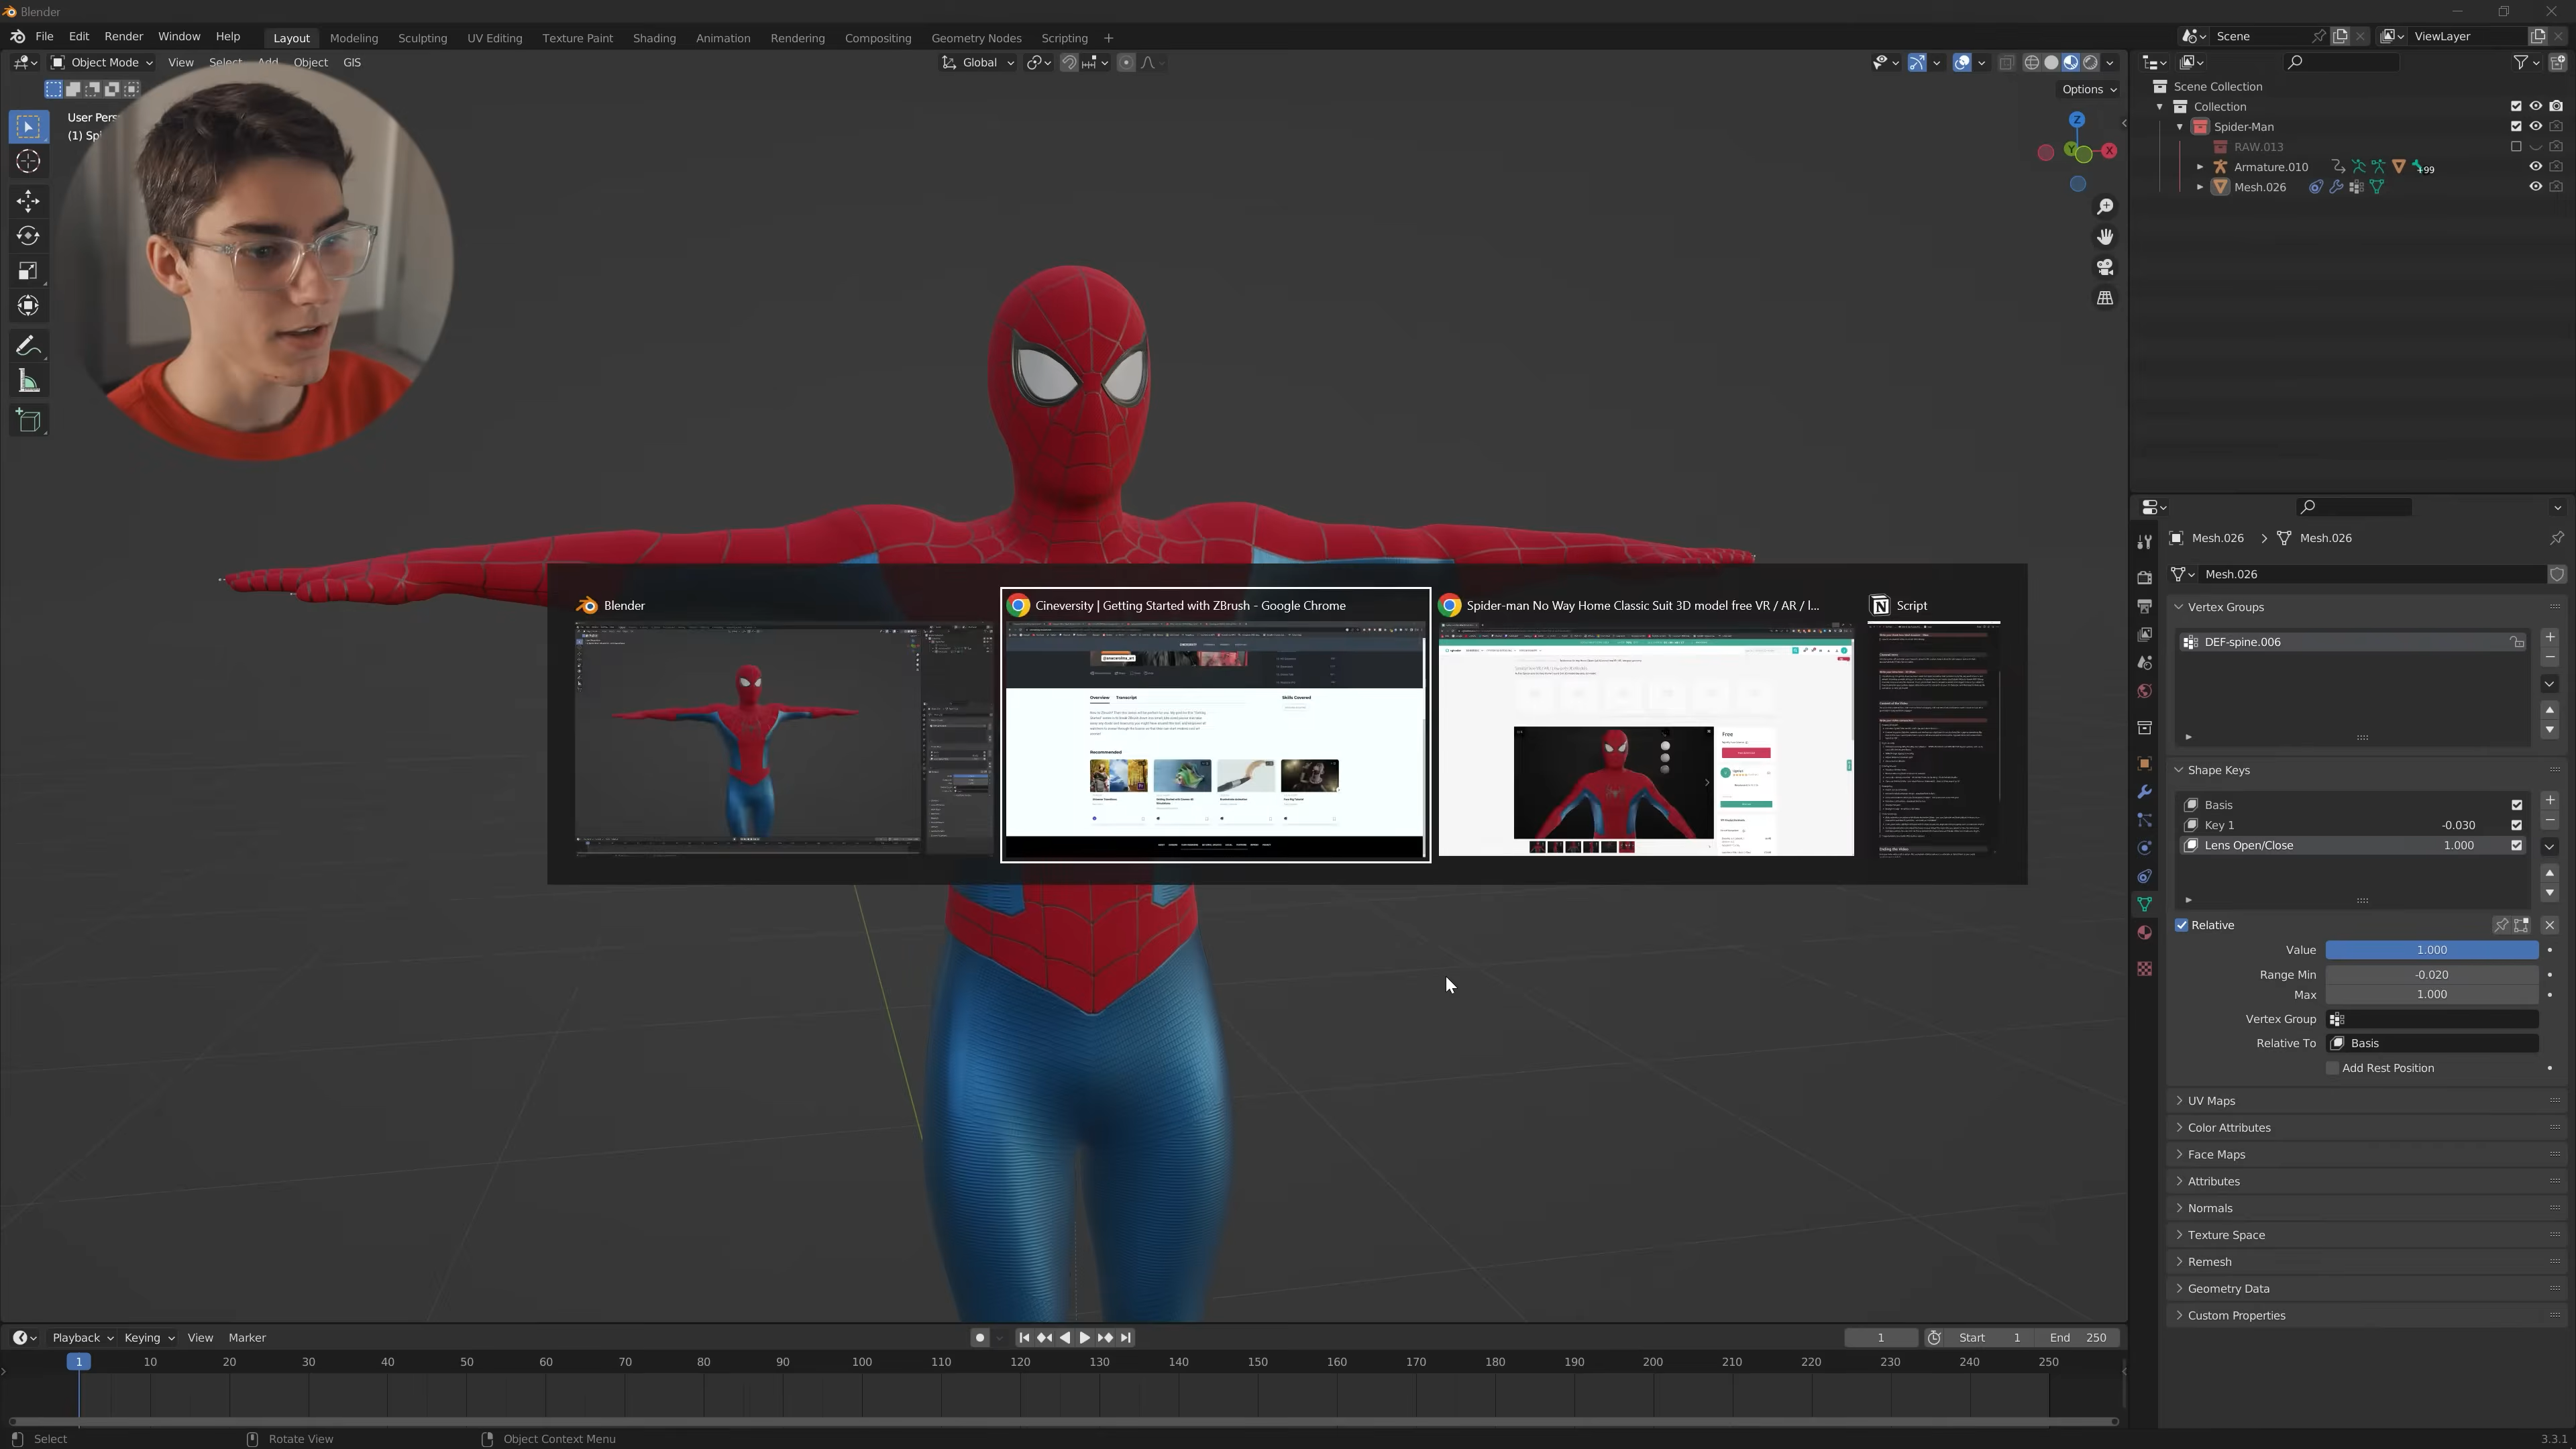 Blender
File Edit Render Window Help Layout Modeling Sculpting UV Editing Texture Paint Shading Animation Rendering Compositing Geometry Nodes Scripting + Scene ViewLayer
Object Mode View Select Add Object GIS Global
Options
User Pers
(1) Spi
Z
Y X
Scene Collection
Collection
Spider-Man
RAW.013
Armature.010 +99
Mesh.026
Mesh.026 > Mesh.026
Mesh.026
Vertex Groups
DEF-spine.006
Shape Keys
Basis
Key 1 -0.030
Lens Open/Close 1.000
Relative
Value 1.000
Range Min -0.020
Max 1.000
Vertex Group
Relative To Basis
Add Rest Position
UV Maps
Color Attributes
Face Maps
Attributes
Normals
Texture Space
Remesh
Geometry Data
Custom Properties
Blender
Cineversity | Getting Started with ZBrush - Google Chrome
Overview Transcript Skills Covered
Recommended
Spider-man No Way Home Classic Suit 3D model free VR / AR / l...
Free
Script
Playback Keying View Marker 1 Start 1 End 250
1 10 20 30 40 50 60 70 80 90 100 110 120 130 140 150 160 170 180 190 200 210 220 230 240 250
Select Rotate View Object Context Menu 3.3.1